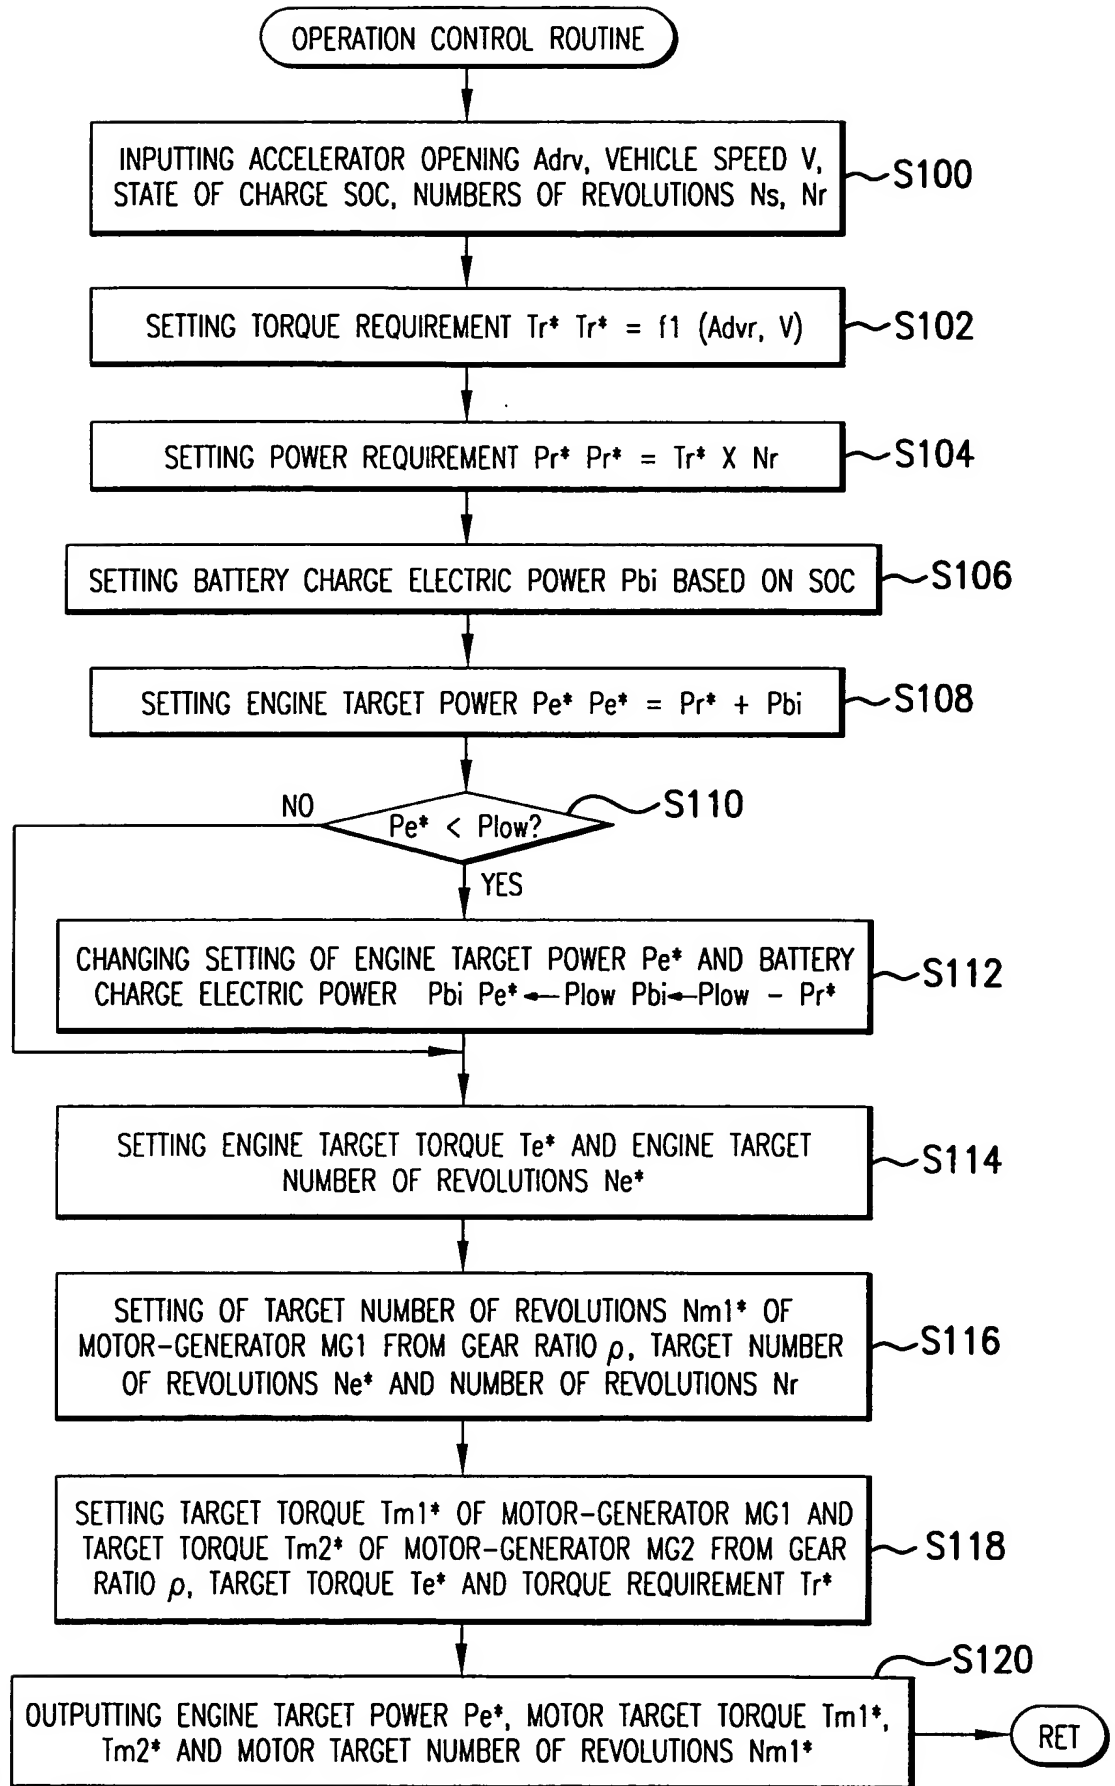 OPERATION CONTROL ROUTINE
INPUTTING ACCELERATOR OPENING Adrv, VEHICLE SPEED V,
STATE OF CHARGE SOC, NUMBERS OF REVOLUTIONS Ns, Nr
S100
SETTING TORQUE REQUIREMENT Tr* Tr* = f1 (Advr, V)
S102
SETTING POWER REQUIREMENT Pr* Pr* = Tr* X Nr
S104
SETTING BATTERY CHARGE ELECTRIC POWER Pbi BASED ON SOC
S106
SETTING ENGINE TARGET POWER Pe* Pe* = Pr* + Pbi
S108
NO
Pe* < Plow?
S110
YES
CHANGING SETTING OF ENGINE TARGET POWER Pe* AND BATTERY
CHARGE ELECTRIC POWER Pbi Pe*←Plow Pbi←Plow - Pr*
S112
SETTING ENGINE TARGET TORQUE Te* AND ENGINE TARGET
NUMBER OF REVOLUTIONS Ne*
S114
SETTING OF TARGET NUMBER OF REVOLUTIONS Nm1* OF
MOTOR-GENERATOR MG1 FROM GEAR RATIO ρ, TARGET NUMBER
OF REVOLUTIONS Ne* AND NUMBER OF REVOLUTIONS Nr
S116
SETTING TARGET TORQUE Tm1* OF MOTOR-GENERATOR MG1 AND
TARGET TORQUE Tm2* OF MOTOR-GENERATOR MG2 FROM GEAR
RATIO ρ, TARGET TORQUE Te* AND TORQUE REQUIREMENT Tr*
S118
S120
OUTPUTTING ENGINE TARGET POWER Pe*, MOTOR TARGET TORQUE Tm1*,
Tm2* AND MOTOR TARGET NUMBER OF REVOLUTIONS Nm1*
RET